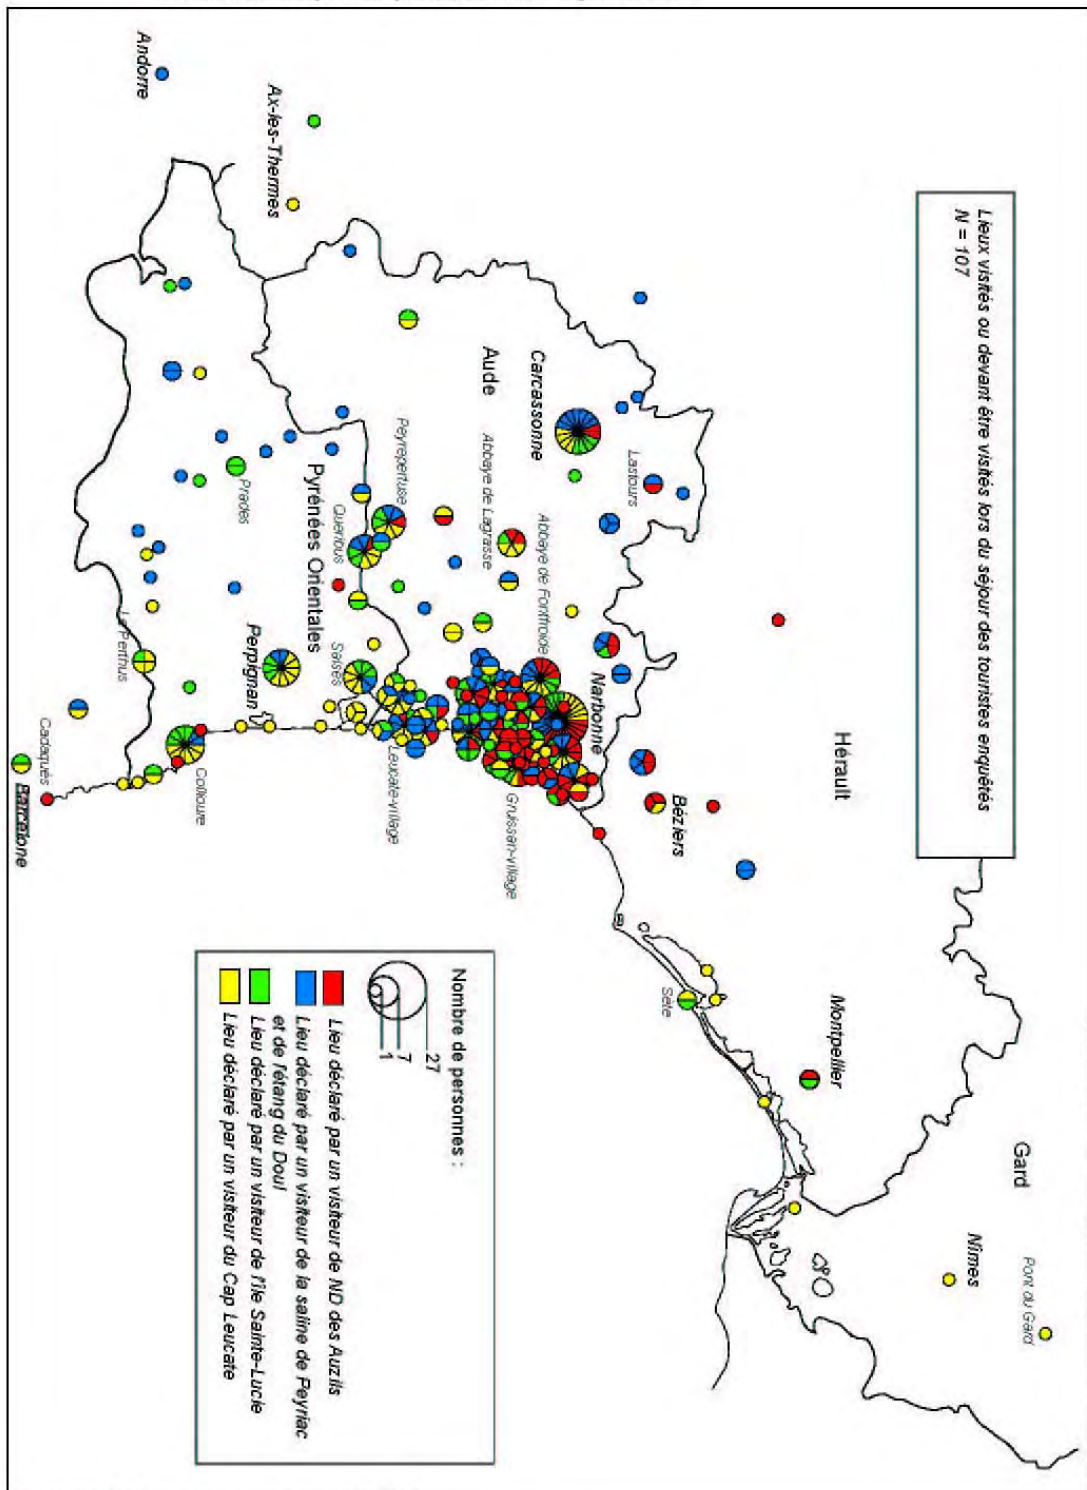 Lieux visités ou devant être visités lors du séjour des touristes enquêtés
N = 107
Hérault
Gard
Pont du Gard
Nîmes
Montpellier
Sète
Béziers
Narbonne
Lastours
Carcassonne
Aude
Abbaye de Fontfroide
Abbaye de Lagrasse
Gruissan-village
Peyrepertuse
Queribus
Leucate-village
Pyrénées Orientales
Salses
Perpignan
Prades
Ax-les-Thermes
Andorre
Le Perthus
Collioure
Cadaquès
Barcelone
Nombre de personnes :
27
7
1
Lieu déclaré par un visiteur de ND des Auzils
Lieu déclaré par un visiteur de la saline de Peyriac
et de l'étang du Doul
Lieu déclaré par un visiteur de l'île Sainte-Lucie
Lieu déclaré par un visiteur du Cap Leucate